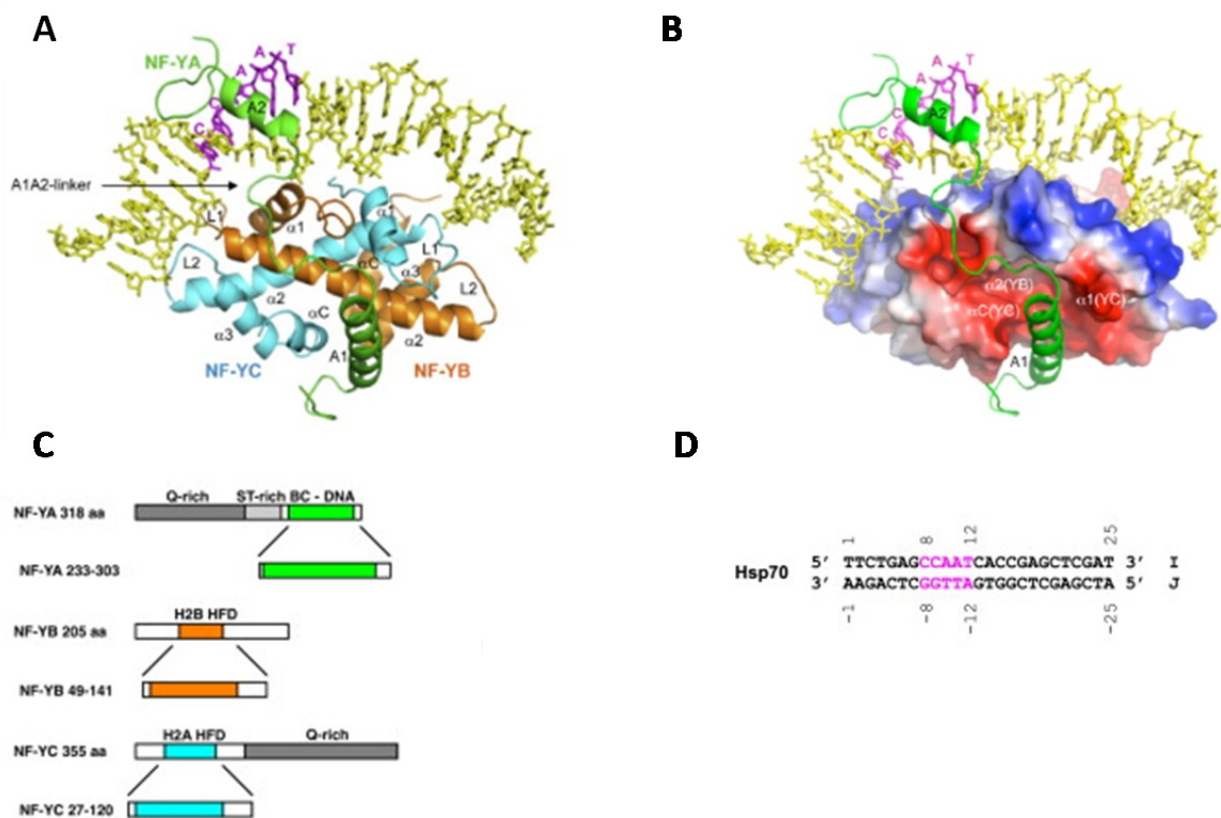 A
NF-YA
A A T
C
A2
A1A2-linker
L1
α1
α1
L1
L2
αC
α3
L2
α2
αC
α3
α2
A1
NF-YC
NF-YB
B
A T
A
C
C
A2
α2(YB)
αC(YC)
α1(YC)
A1
C
Q-rich ST-rich BC - DNA
NF-YA 318 aa
NF-YA 233-303
H2B HFD
NF-YB 205 aa
NF-YB 49-141
H2A HFD Q-rich
NF-YC 355 aa
NF-YC 27-120
D
1 8 12 25
5' TTCTGAGCCAATCACCGAGCTCGAT 3' I
Hsp70
3' AAGACTCGGTTAGTGGCTCGAGCTA 5' J
-1 -8 -12 -25